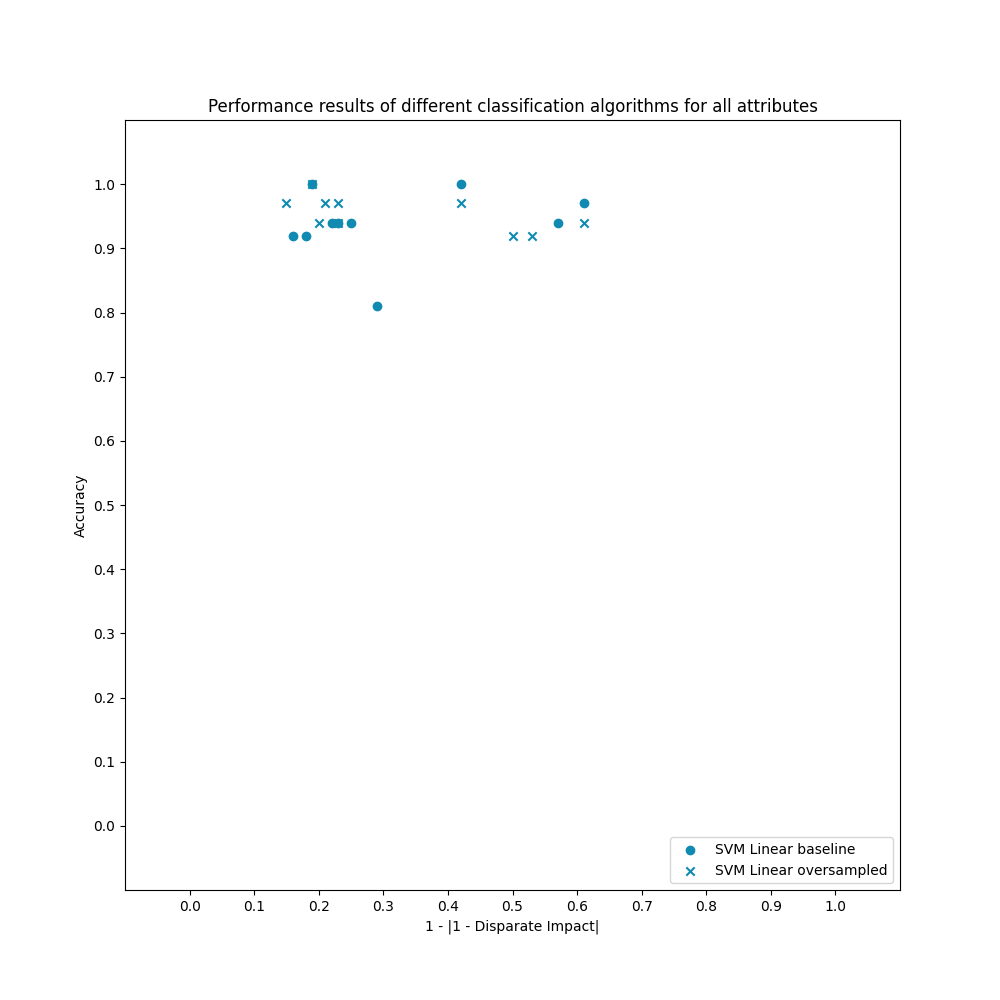 Performance results of different classification algorithms for all attributes
1.0
0.9
0.8
0.7
0.6
0.5
0.4
0.3
0.2
0.1
0.0
Accuracy
SVM Linear baseline
SVM Linear oversampled
0.0 0.1 0.2 0.3 0.4 0.5 0.6 0.7 0.8 0.9 1.0
1 - |1 - Disparate Impact|